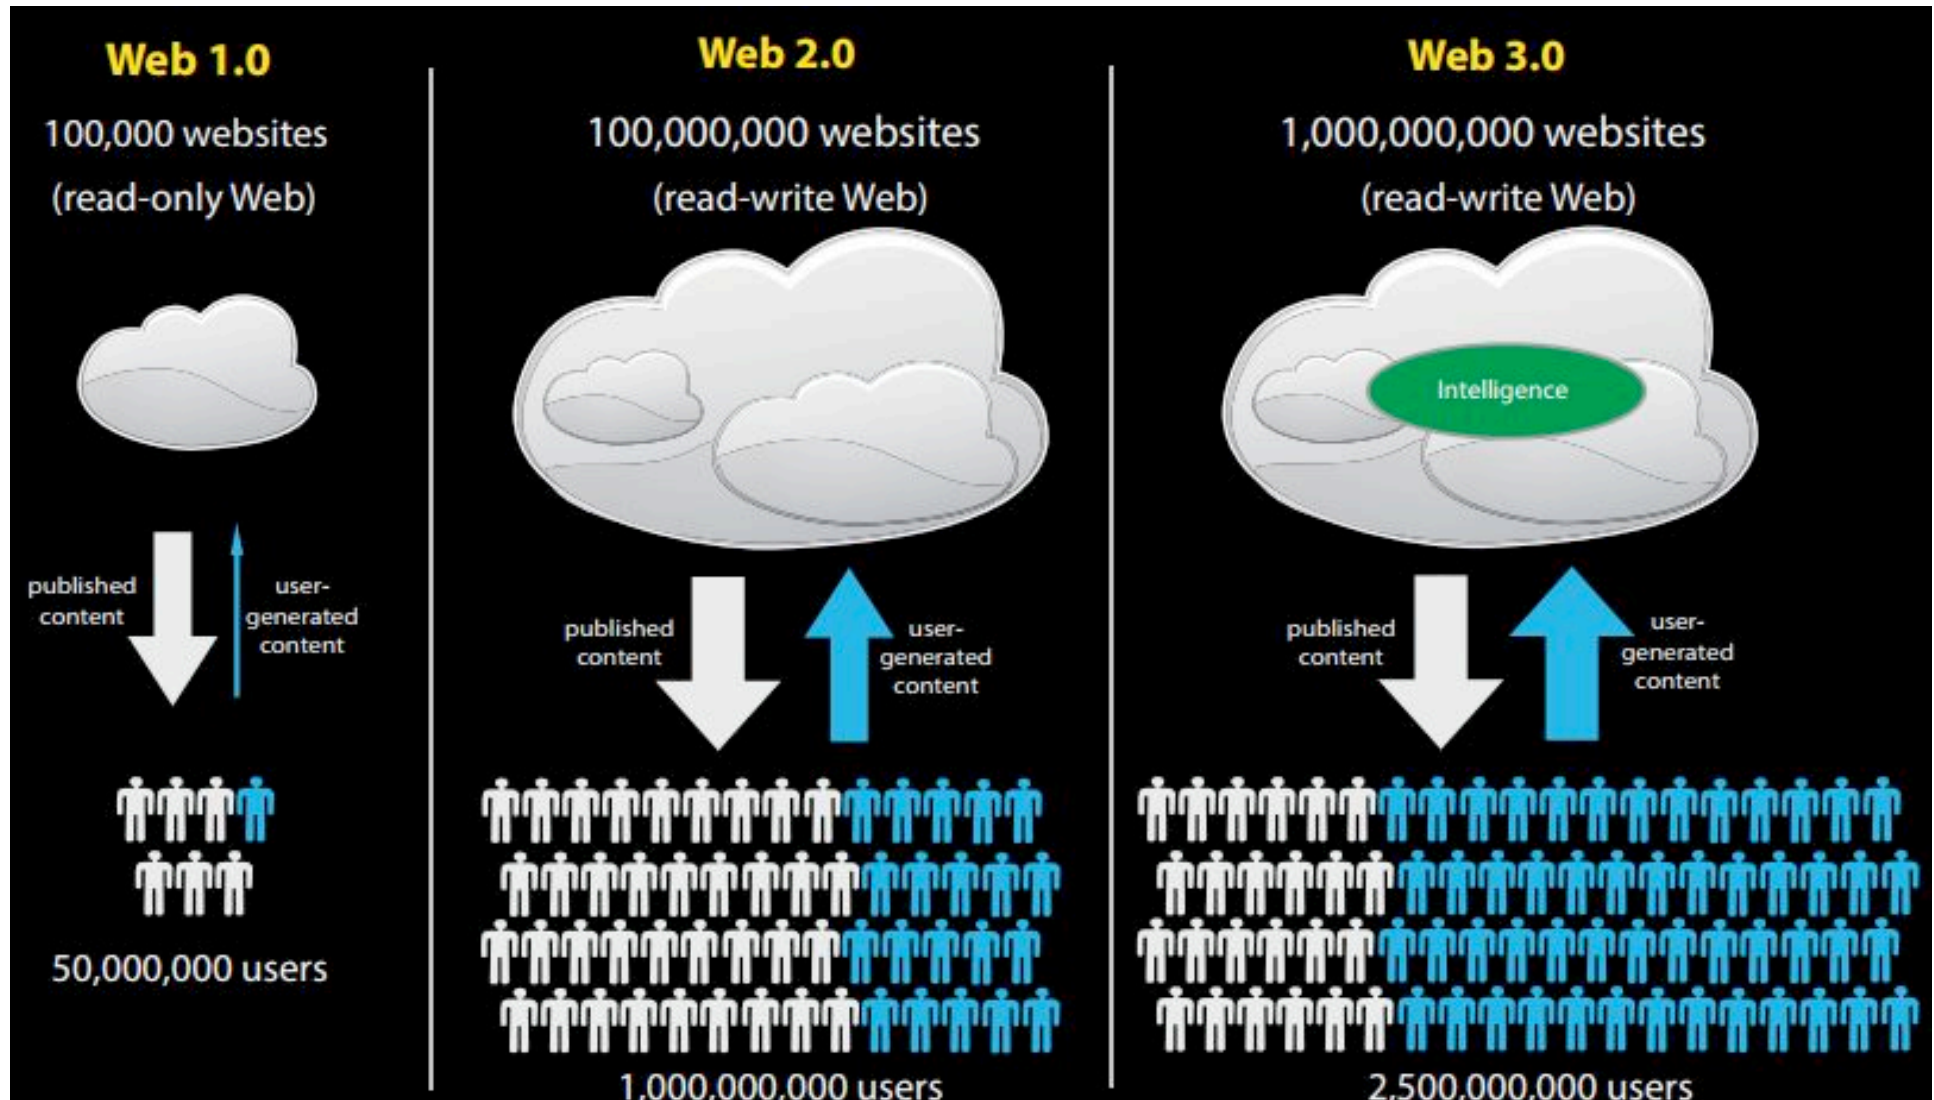 Web 1.0
100,000 websites
(read-only Web)
published
content
user-
generated
content
50,000,000 users
Web 2.0
100,000,000 websites
(read-write Web)
published
content
user-
generated
content
1,000,000,000 users
Web 3.0
1,000,000,000 websites
(read-write Web)
Intelligence
published
content
user-
generated
content
2,500,000,000 users